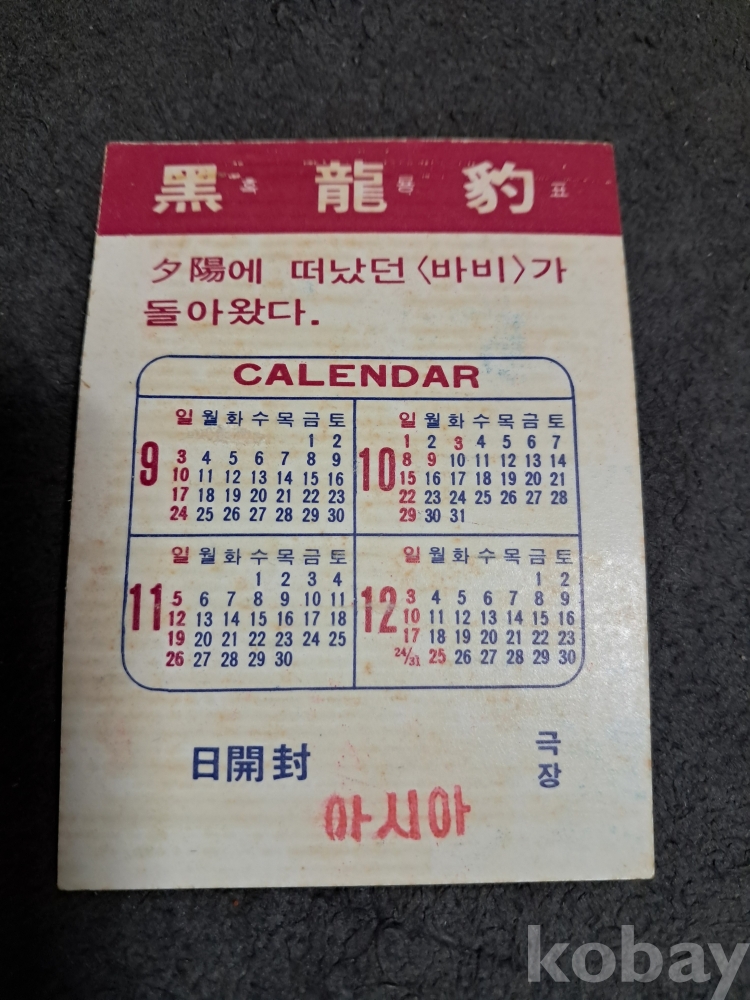 黑흑 龍룡 豹표
夕陽에 떠났던〈바비〉가
돌아왔다.
CALENDAR
9
일 월 화 수 목 금 토
1 2
3 4 5 6 7 8 9
10 11 12 13 14 15 16
17 18 19 20 21 22 23
24 25 26 27 28 29 30
10
일 월 화 수 목 금 토
1 2 3 4 5 6 7
8 9 10 11 12 13 14
15 16 17 18 19 20 21
22 23 24 25 26 27 28
29 30 31
11
일 월 화 수 목 금 토
1 2 3 4
5 6 7 8 9 10 11
12 13 14 15 16 17 18
19 20 21 22 23 24 25
26 27 28 29 30
12
일 월 화 수 목 금 토
1 2
3 4 5 6 7 8 9
10 11 12 13 14 15 16
17 18 19 20 21 22 23
24/31 25 26 27 28 29 30
日開封
극장
아시아
kobay